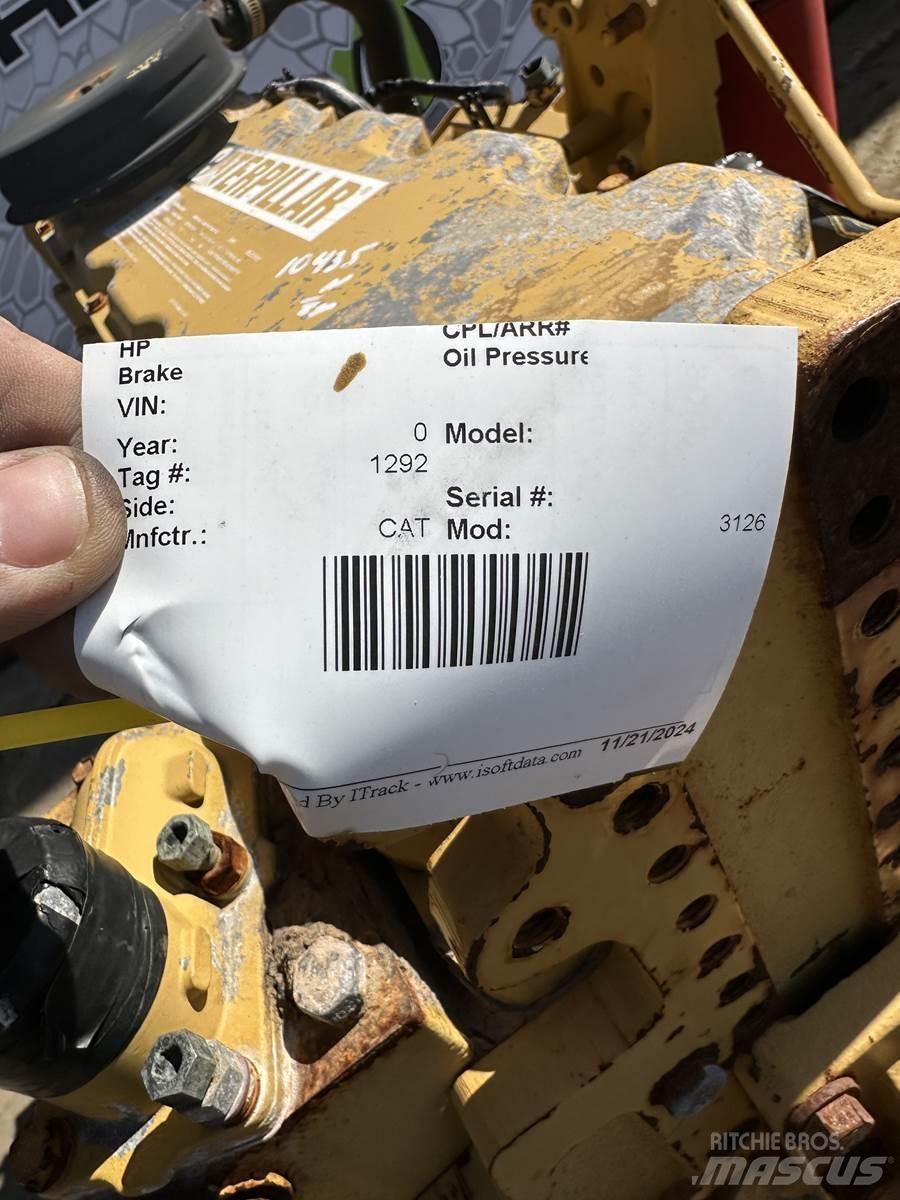 CATERPILLAR
10435
HP
CPL/ARR#
Brake
Oil Pressure
VIN:
Year: 0 Model:
Tag #: 1292
Side: Serial #:
Mnfctr.: CAT Mod: 3126
d By ITrack - www.isoftdata.com 11/21/2024
RITCHIE BROS.
MASCUS